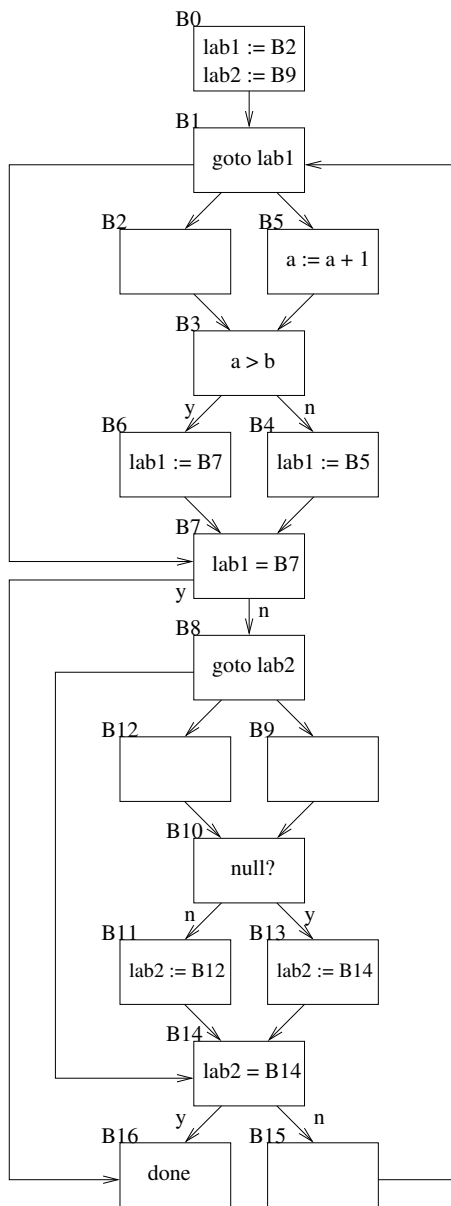 B0
lab1 := B2
lab2 := B9
B1
goto lab1
B2
B5
a := a + 1
B3
a > b
y
n
B6
B4
lab1 := B7
lab1 := B5
B7
lab1 = B7
y
n
B8
goto lab2
B12
B9
B10
null?
n
y
B11
B13
lab2 := B12
lab2 := B14
B14
lab2 = B14
y
n
B16
B15
done